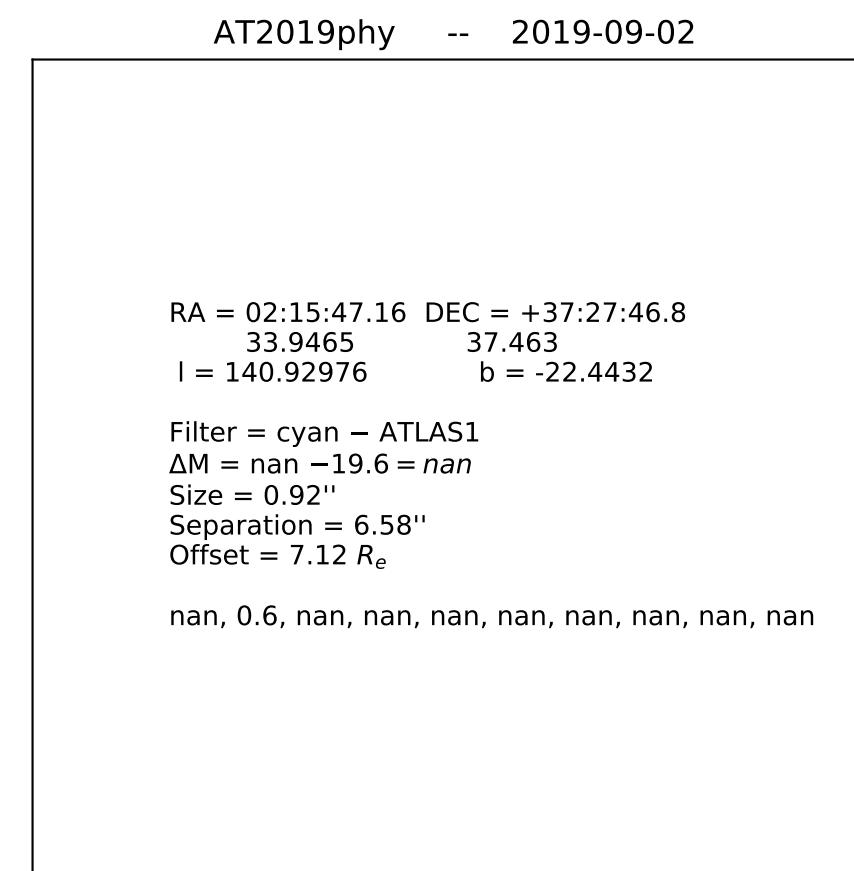 AT2019phy -- 2019-09-02
RA = 02:15:47.16 DEC = +37:27:46.8
33.9465 37.463
l = 140.92976 b = -22.4432
Filter = cyan − ATLAS1
ΔM = nan −19.6 = nan
Size = 0.92''
Separation = 6.58''
Offset = 7.12 Rₑ
nan, 0.6, nan, nan, nan, nan, nan, nan, nan, nan